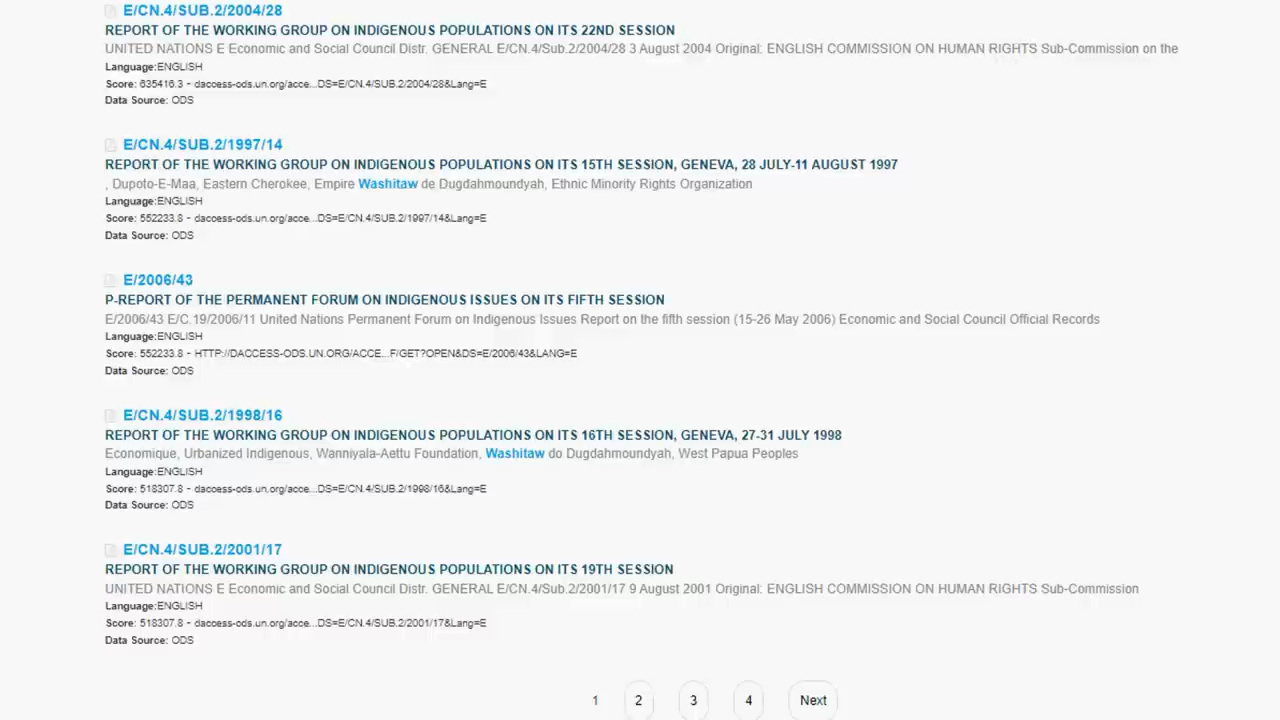 E/CN.4/SUB.2/2004/28
REPORT OF THE WORKING GROUP ON INDIGENOUS POPULATIONS ON ITS 22ND SESSION
UNITED NATIONS E Economic and Social Council Distr. GENERAL E/CN.4/Sub.2/2004/28 3 August 2004 Original: ENGLISH COMMISSION ON HUMAN RIGHTS Sub-Commission on the
Language:ENGLISH
Score: 635416.3 - daccess-ods.un.org/acce...DS=E/CN.4/SUB.2/2004/28&Lang=E
Data Source: ODS
E/CN.4/SUB.2/1997/14
REPORT OF THE WORKING GROUP ON INDIGENOUS POPULATIONS ON ITS 15TH SESSION, GENEVA, 28 JULY-11 AUGUST 1997
, Dupoto-E-Maa, Eastern Cherokee, Empire Washitaw de Dugdahmoundyah, Ethnic Minority Rights Organization
Language:ENGLISH
Score: 552233.8 - daccess-ods.un.org/acce...DS=E/CN.4/SUB.2/1997/14&Lang=E
Data Source: ODS
E/2006/43
P-REPORT OF THE PERMANENT FORUM ON INDIGENOUS ISSUES ON ITS FIFTH SESSION
E/2006/43 E/C.19/2006/11 United Nations Permanent Forum on Indigenous Issues Report on the fifth session (15-26 May 2006) Economic and Social Council Official Records
Language:ENGLISH
Score: 552233.8 - HTTP://DACCESS-ODS.UN.ORG/ACCE...F/GET?OPEN&DS=E/2006/43&LANG=E
Data Source: ODS
E/CN.4/SUB.2/1998/16
REPORT OF THE WORKING GROUP ON INDIGENOUS POPULATIONS ON ITS 16TH SESSION, GENEVA, 27-31 JULY 1998
Economique, Urbanized Indigenous, Wanniyala-Aettu Foundation, Washitaw do Dugdahmoundyah, West Papua Peoples
Language:ENGLISH
Score: 518307.8 - daccess-ods.un.org/acce...DS=E/CN.4/SUB.2/1998/16&Lang=E
Data Source: ODS
E/CN.4/SUB.2/2001/17
REPORT OF THE WORKING GROUP ON INDIGENOUS POPULATIONS ON ITS 19TH SESSION
UNITED NATIONS E Economic and Social Council Distr. GENERAL E/CN.4/Sub.2/2001/17 9 August 2001 Original: ENGLISH COMMISSION ON HUMAN RIGHTS Sub-Commission
Language:ENGLISH
Score: 518307.8 - daccess-ods.un.org/acce...DS=E/CN.4/SUB.2/2001/17&Lang=E
Data Source: ODS
1 2 3 4 Next